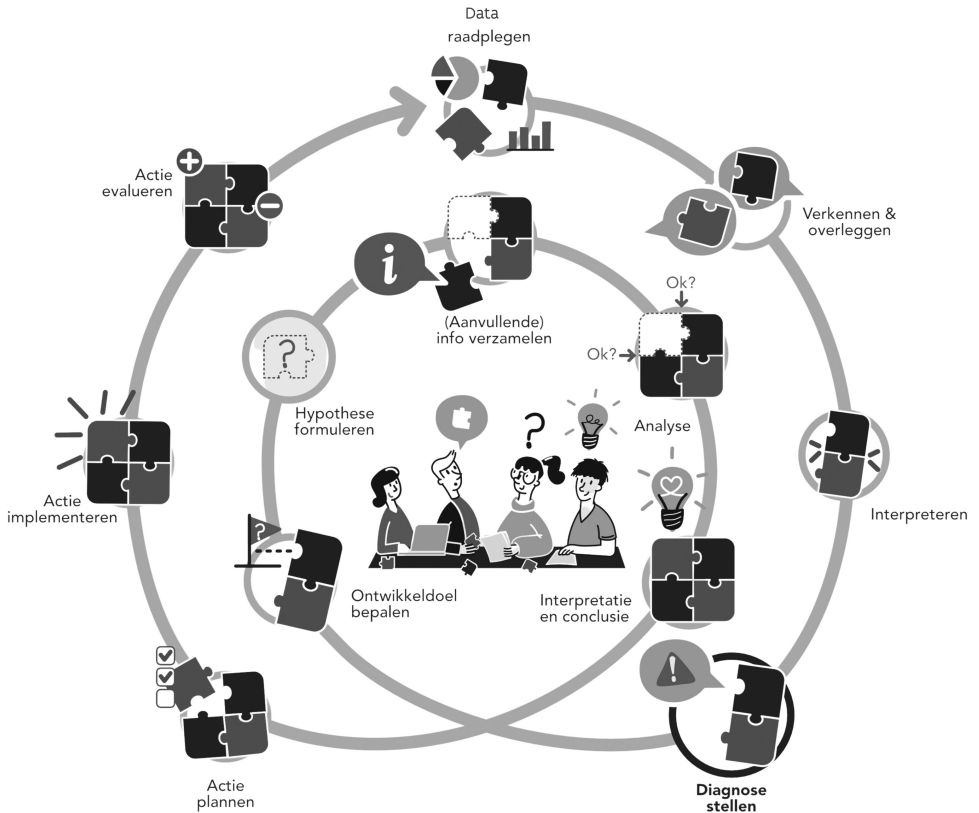 Data
raadplegen
Verkennen &
overleggen
Interpreteren
Diagnose
stellen
Ontwikkeldoel
bepalen
?
Hypothese
formuleren
?
i
(Aanvullende)
info verzamelen
Ok?
Ok?
Analyse
?
Interpretatie
en conclusie
!
Actie
plannen
Actie
implementeren
Actie
evalueren